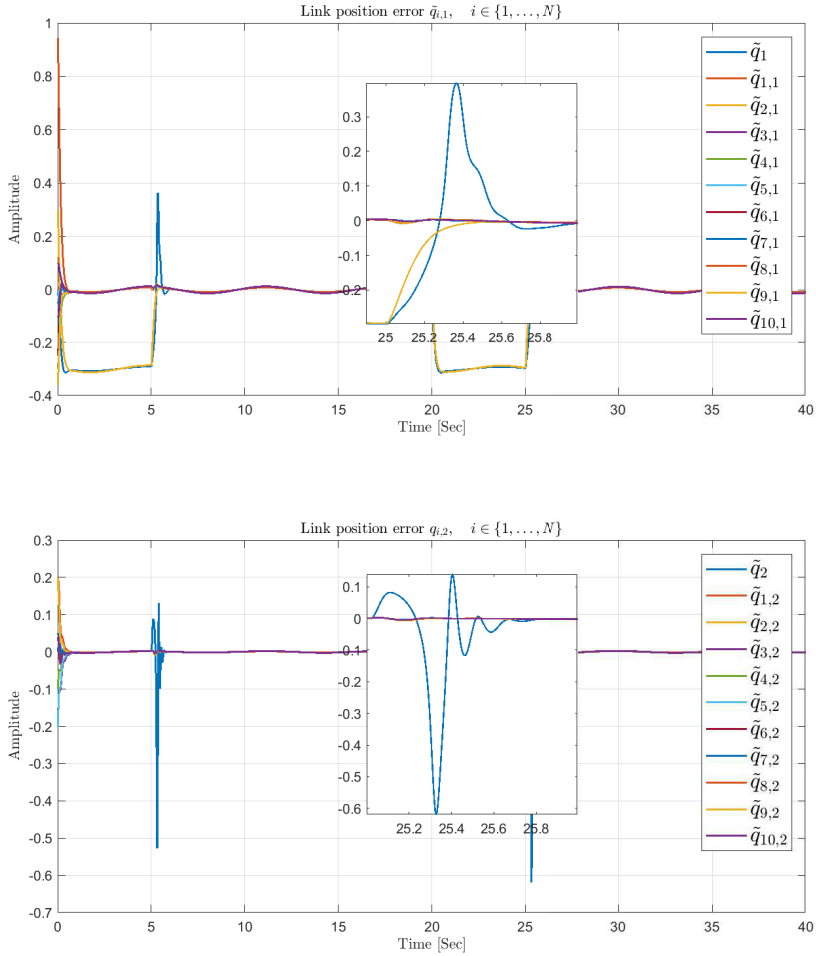 Link position error q̃_{i,1},   i ∈ {1, . . . , N}
Amplitude
1
0.8
0.6
0.4
0.2
0
-0.2
-0.4
0 5 10 15 20 25 30 35 40
Time [Sec]
0.3
0.2
0.1
0
-0.1
0.2
25 25.2 25.4 25.6 25.8
q̃_1
q̃_{1,1}
q̃_{2,1}
q̃_{3,1}
q̃_{4,1}
q̃_{5,1}
q̃_{6,1}
q̃_{7,1}
q̃_{8,1}
q̃_{9,1}
q̃_{10,1}
Link position error q_{i,2},   i ∈ {1, . . . , N}
Amplitude
0.3
0.2
0.1
0
-0.1
-0.2
-0.3
-0.4
-0.5
-0.6
-0.7
0 5 10 15 20 25 30 35 40
Time [Sec]
0.1
0
-0.1
-0.2
-0.3
-0.4
-0.5
-0.6
25.2 25.4 25.6 25.8
q̃_2
q̃_{1,2}
q̃_{2,2}
q̃_{3,2}
q̃_{4,2}
q̃_{5,2}
q̃_{6,2}
q̃_{7,2}
q̃_{8,2}
q̃_{9,2}
q̃_{10,2}